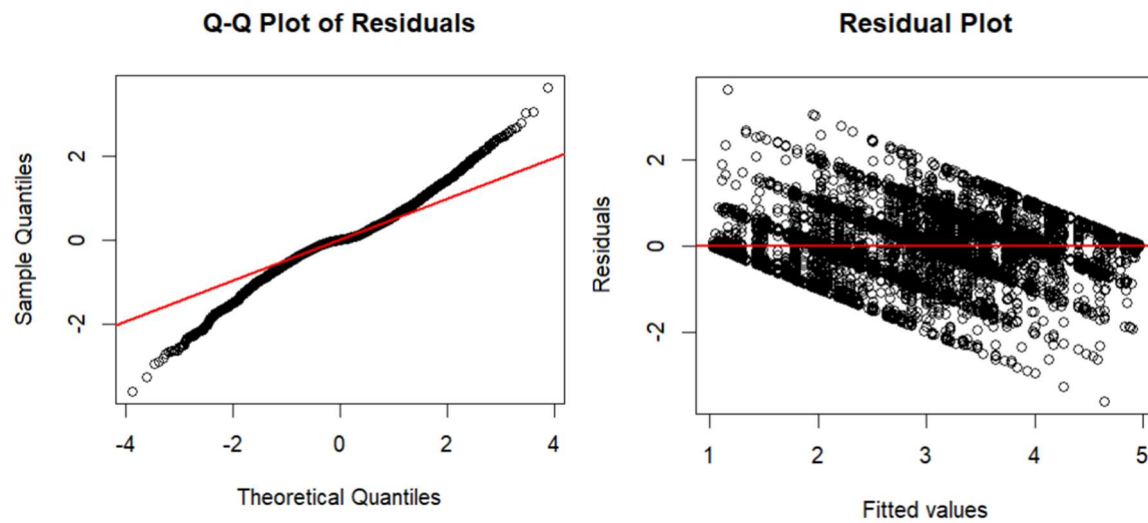 Q-Q Plot of Residuals
Sample Quantiles
2
0
-2
-4
-2
0
2
4
Theoretical Quantiles
Residual Plot
Residuals
2
0
-2
1
2
3
4
5
Fitted values